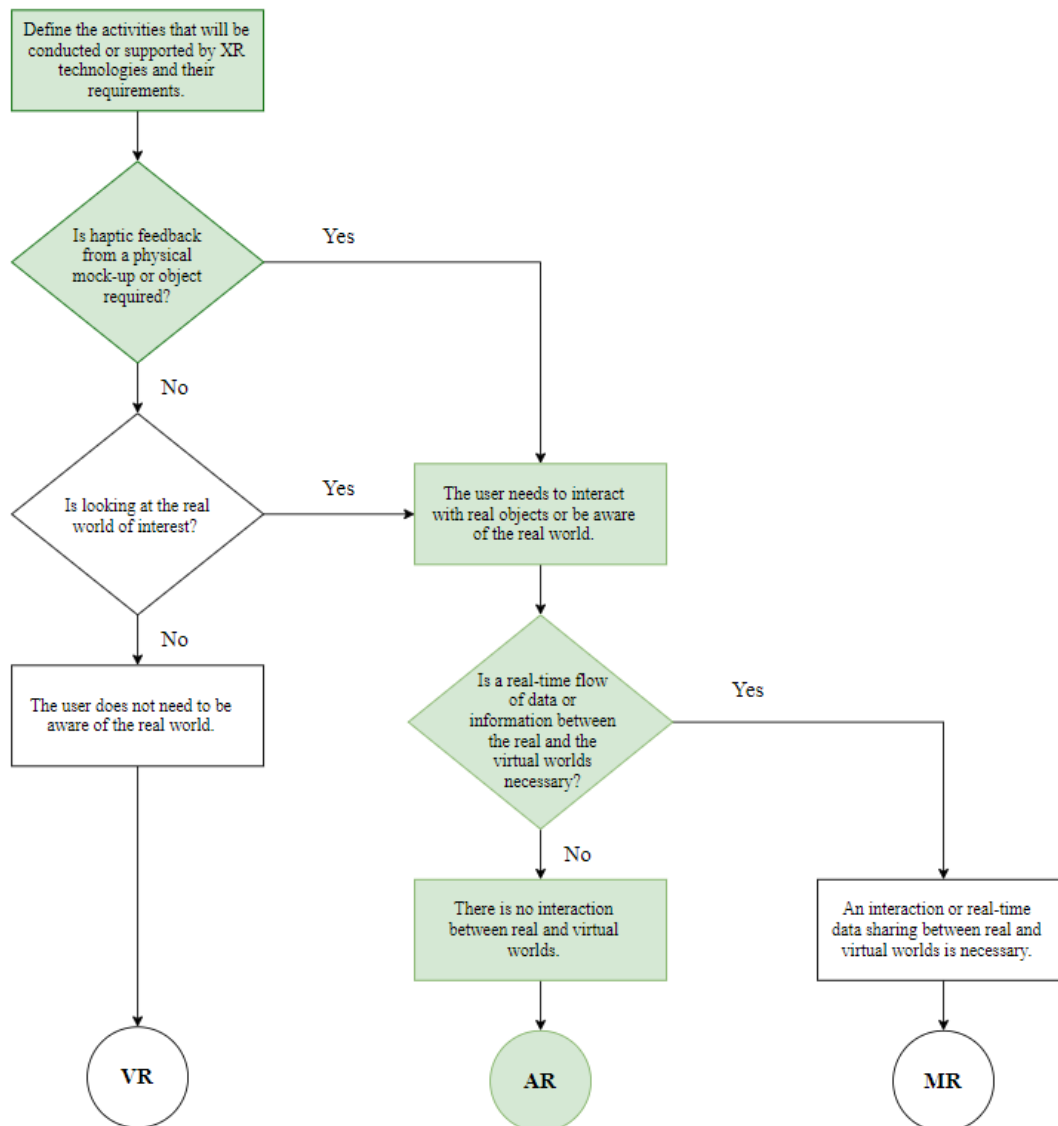 Define the activities that will be
conducted or supported by XR
technologies and their
requirements.
Is haptic feedback
from a physical
mock-up or object
required?
Yes
No
Is looking at the real
world of interest?
Yes
The user needs to interact
with real objects or be aware
of the real world.
No
The user does not need to be
aware of the real world.
Is a real-time flow
of data or
information between
the real and the
virtual worlds
necessary?
Yes
No
There is no interaction
between real and virtual
worlds.
An interaction or real-time
data sharing between real and
virtual worlds is necessary.
VR
AR
MR